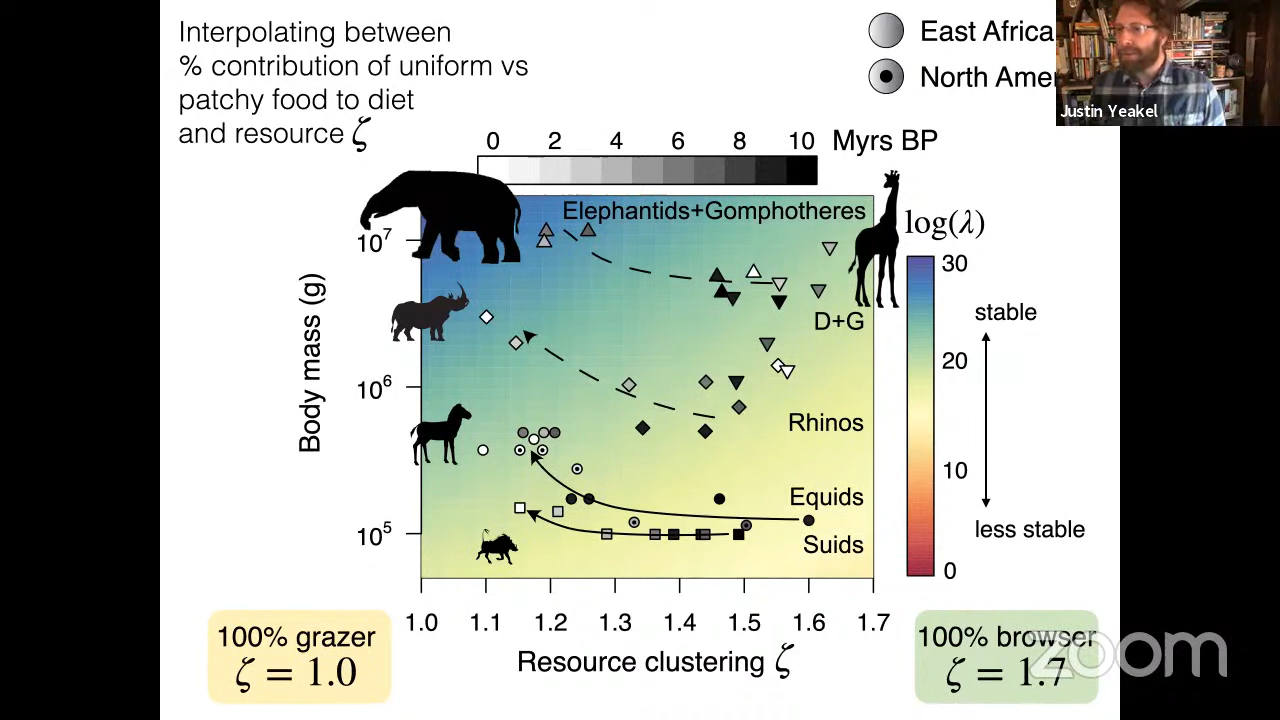 Interpolating between
% contribution of uniform vs
patchy food to diet
and resource ζ
East Africa
North Ame
Justin Yeakel
0 2 4 6 8 10 Myrs BP
Elephantids+Gomphotheres
log(λ)
Body mass (g)
10⁷
10⁶
10⁵
D+G
Rhinos
Equids
Suids
30
20
10
0
stable
less stable
1.0 1.1 1.2 1.3 1.4 1.5 1.6 1.7
Resource clustering ζ
100% grazer
ζ = 1.0
100% browser
ζ = 1.7
zoom